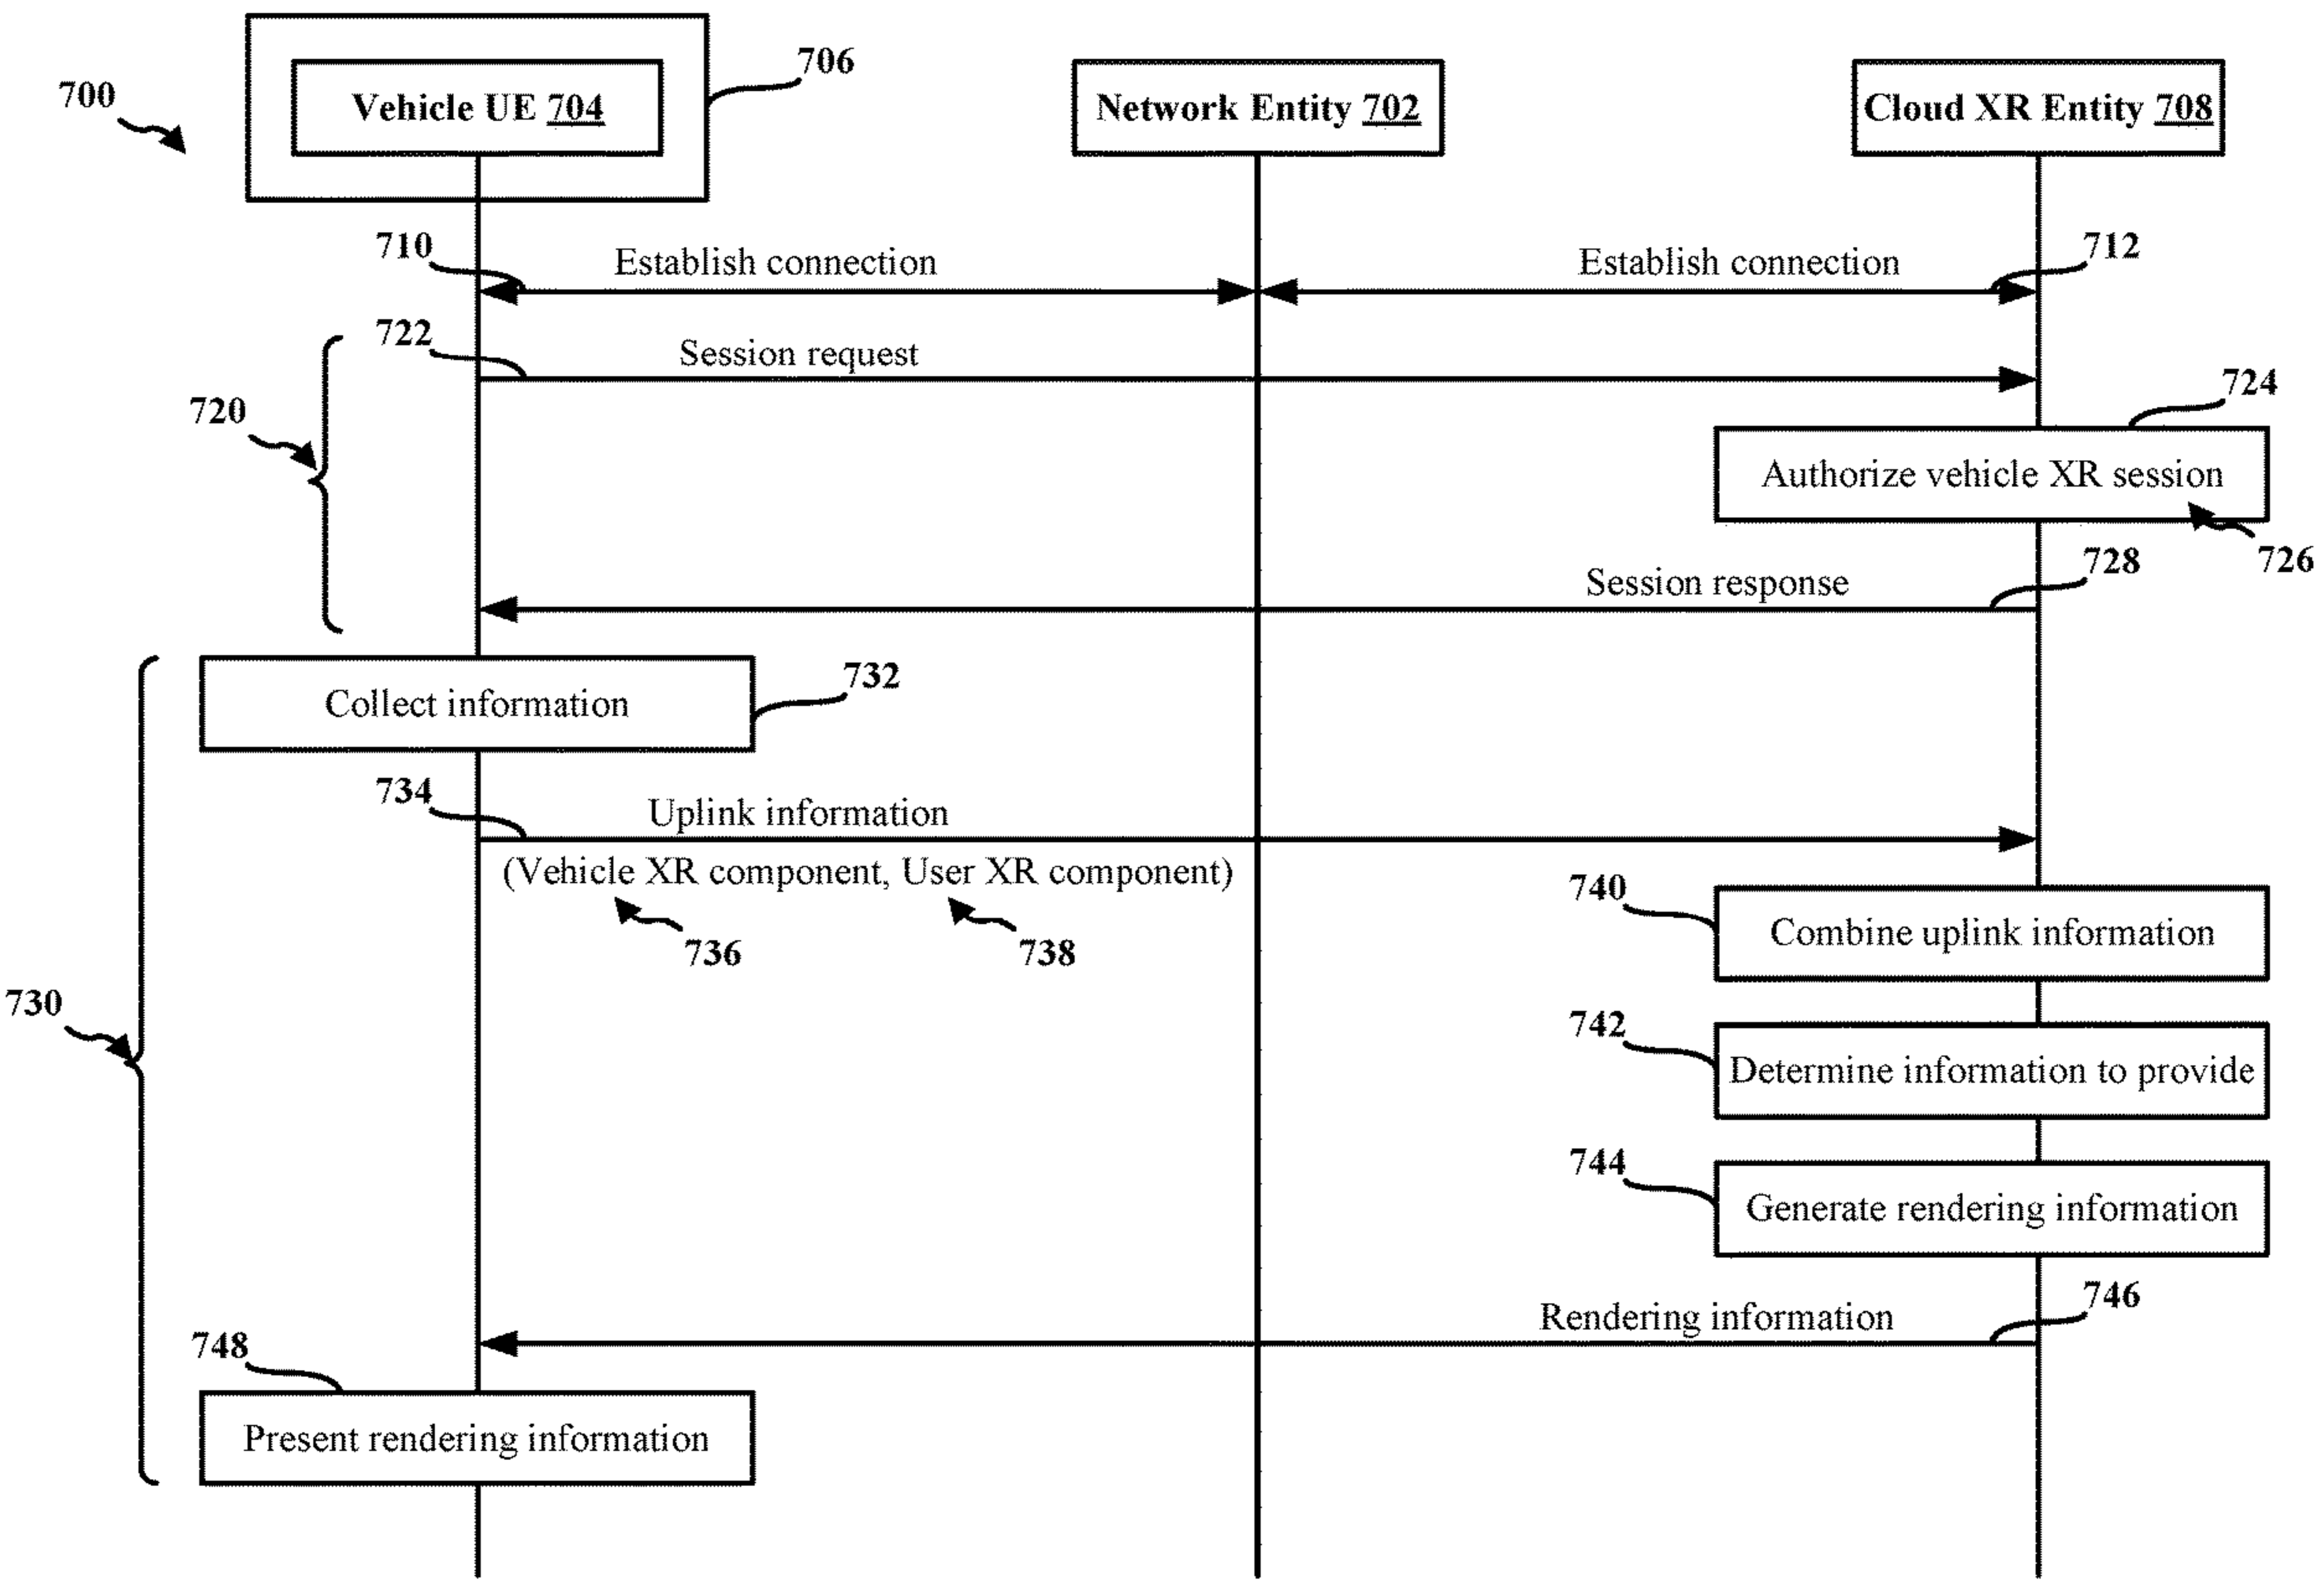 706
700
Vehicle UE 704
Network Entity 702
Cloud XR Entity 708
710
Establish connection
Establish connection
712
722
Session request
724
720
Authorize vehicle XR session
726
728
Session response
732
Collect information
734
Uplink information
(Vehicle XR component, User XR component)
736
738
740
Combine uplink information
730
742
Determine information to provide
744
Generate rendering information
746
Rendering information
748
Present rendering information